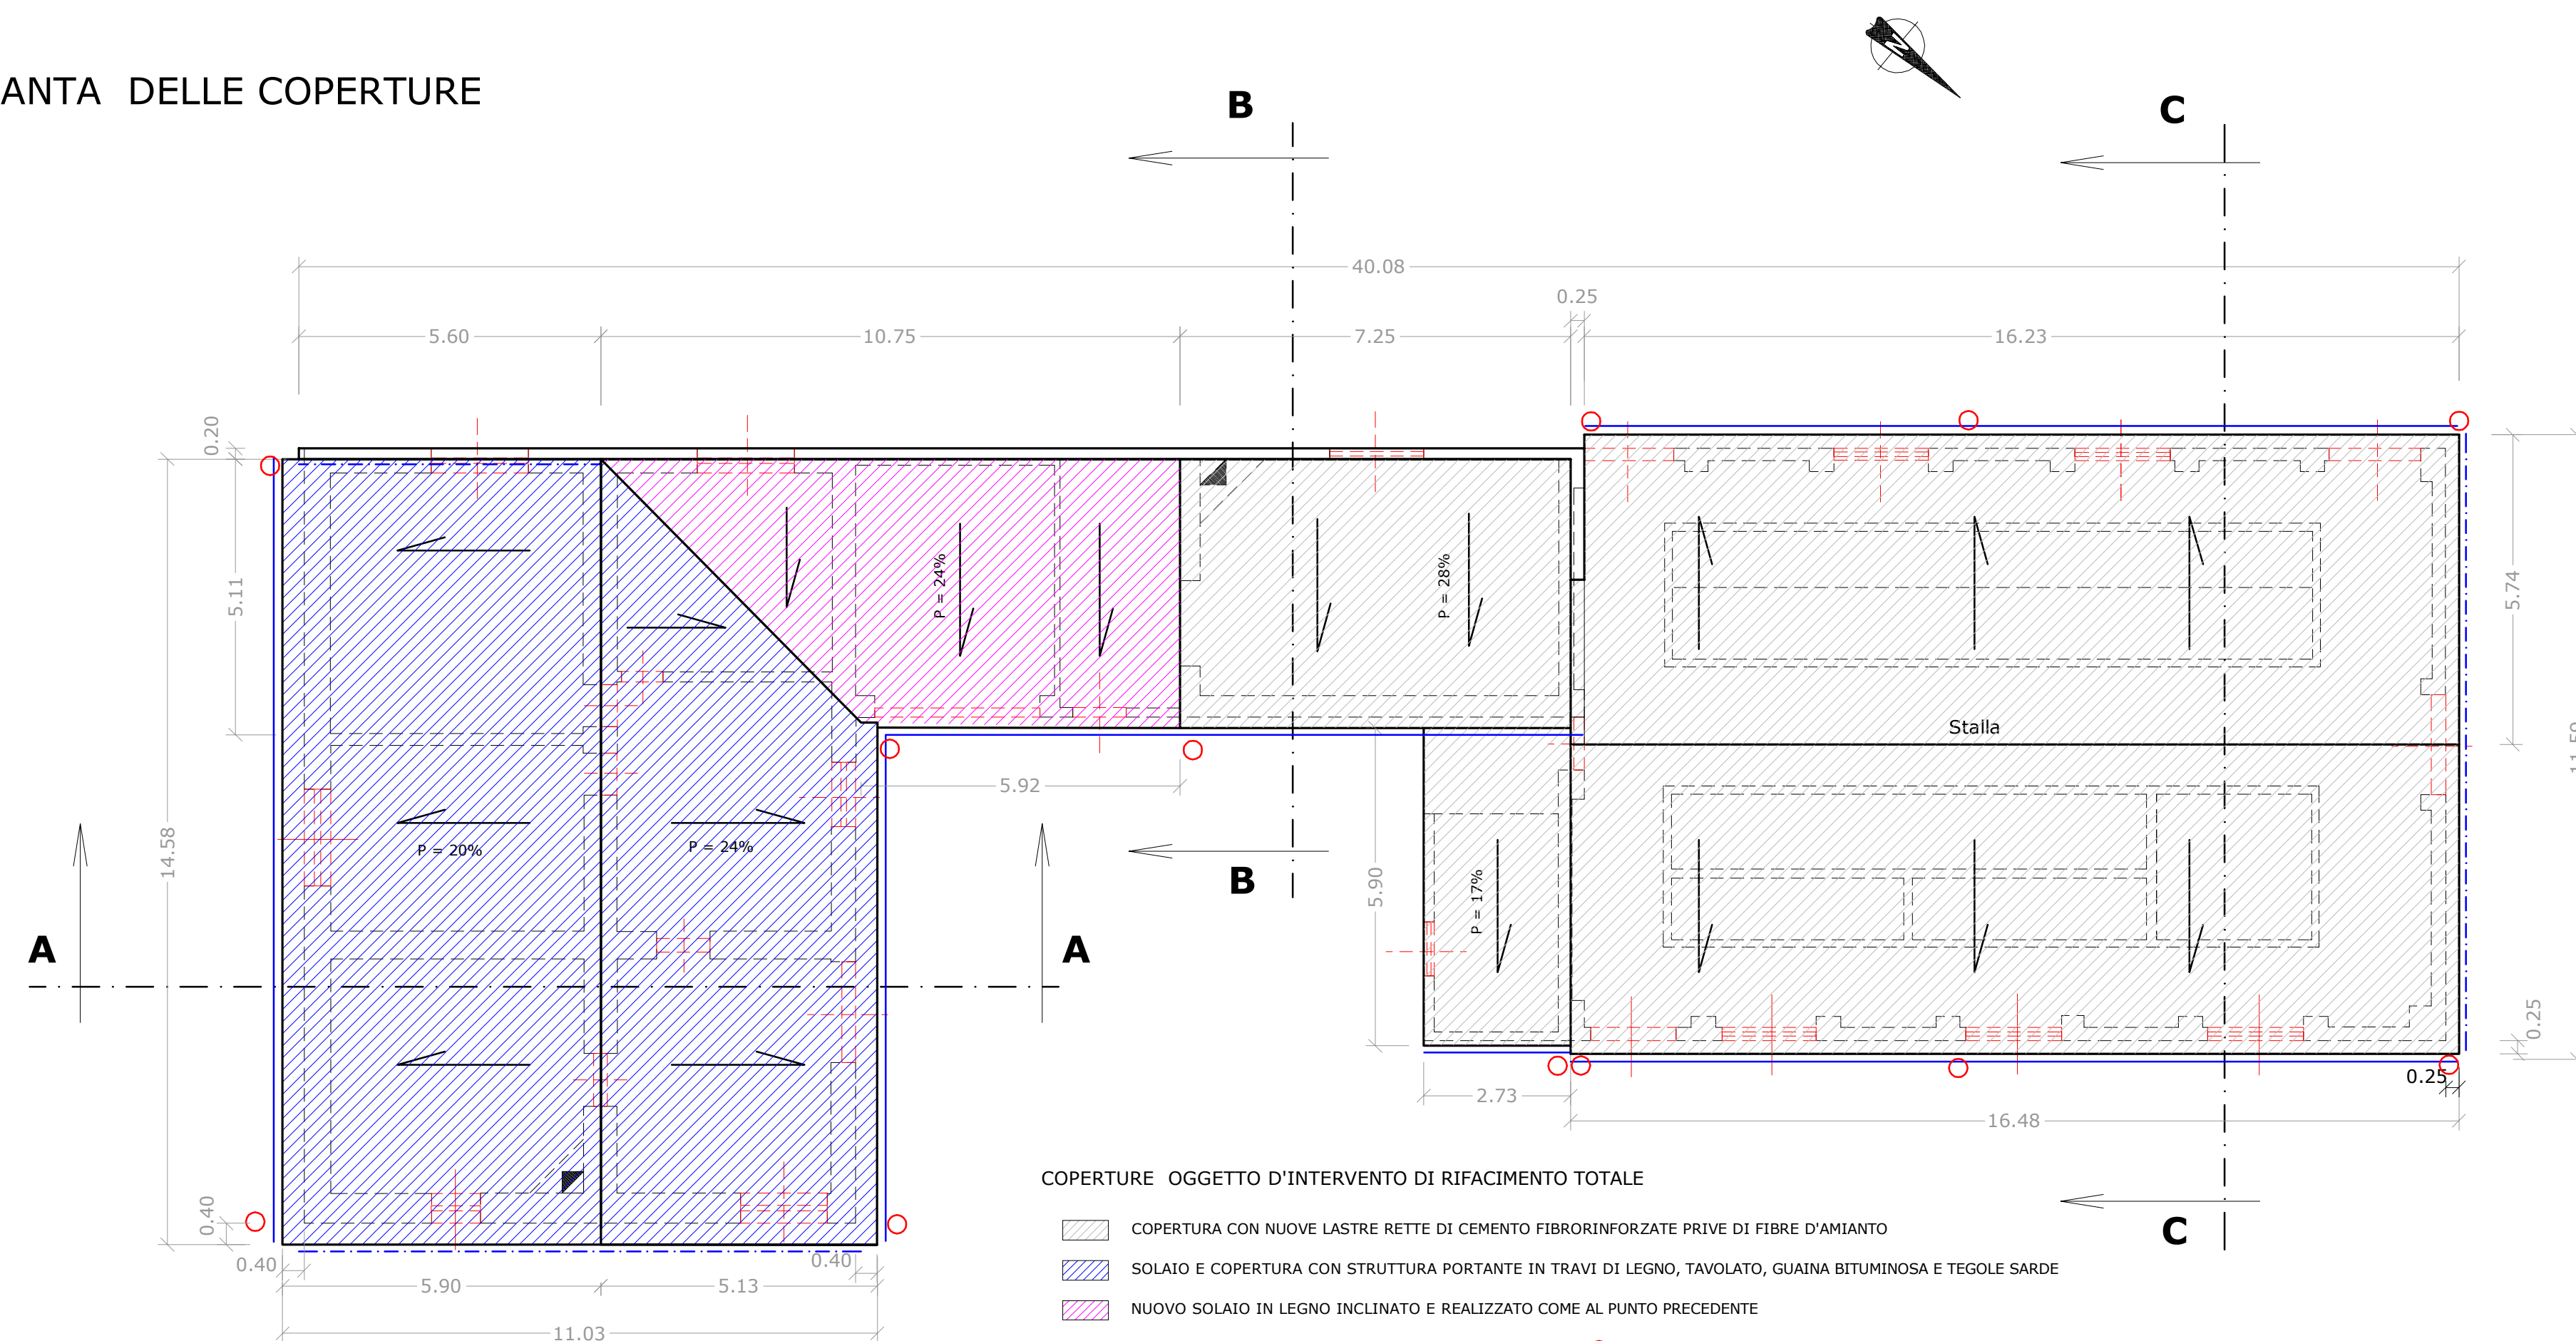 ANTA DELLE COPERTURE
N
B
C
40.08
0.25
5.60
10.75
7.25
16.23
0.20
5.11
14.58
P = 24%
P = 28%
5.74
Stalla
5.92
P = 20%
P = 24%
A
A
B
5.90
P = 17%
0.25
0.25
2.73
16.48
C
0.40
0.40
0.40
5.90
5.13
11.03
COPERTURE OGGETTO D'INTERVENTO DI RIFACIMENTO TOTALE
COPERTURA CON NUOVE LASTRE RETTE DI CEMENTO FIBRORINFORZATE PRIVE DI FIBRE D'AMIANTO
SOLAIO E COPERTURA CON STRUTTURA PORTANTE IN TRAVI DI LEGNO, TAVOLATO, GUAINA BITUMINOSA E TEGOLE SARDE
NUOVO SOLAIO IN LEGNO INCLINATO E REALIZZATO COME AL PUNTO PRECEDENTE